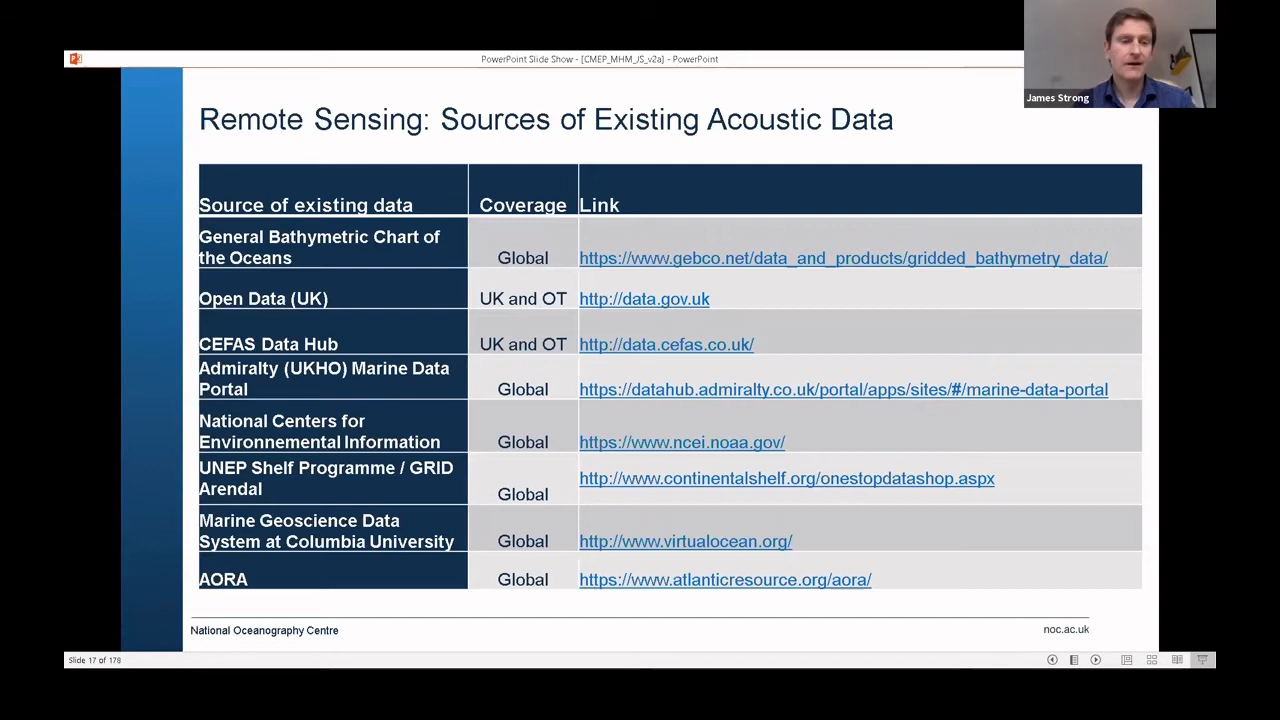 PowerPoint Slide Show - [CMEP_MHM_JS_v2a] - PowerPoint
James Strong
Remote Sensing: Sources of Existing Acoustic Data
Source of existing data Coverage Link
General Bathymetric Chart of
the Oceans Global https://www.gebco.net/data_and_products/gridded_bathymetry_data/
Open Data (UK) UK and OT http://data.gov.uk
CEFAS Data Hub UK and OT http://data.cefas.co.uk/
Admiralty (UKHO) Marine Data
Portal Global https://datahub.admiralty.co.uk/portal/apps/sites/#/marine-data-portal
National Centers for
Environnemental Information Global https://www.ncei.noaa.gov/
UNEP Shelf Programme / GRID
Arendal Global http://www.continentalshelf.org/onestopdatashop.aspx
Marine Geoscience Data
System at Columbia University Global http://www.virtualocean.org/
AORA Global https://www.atlanticresource.org/aora/
National Oceanography Centre noc.ac.uk
Slide 17 of 178